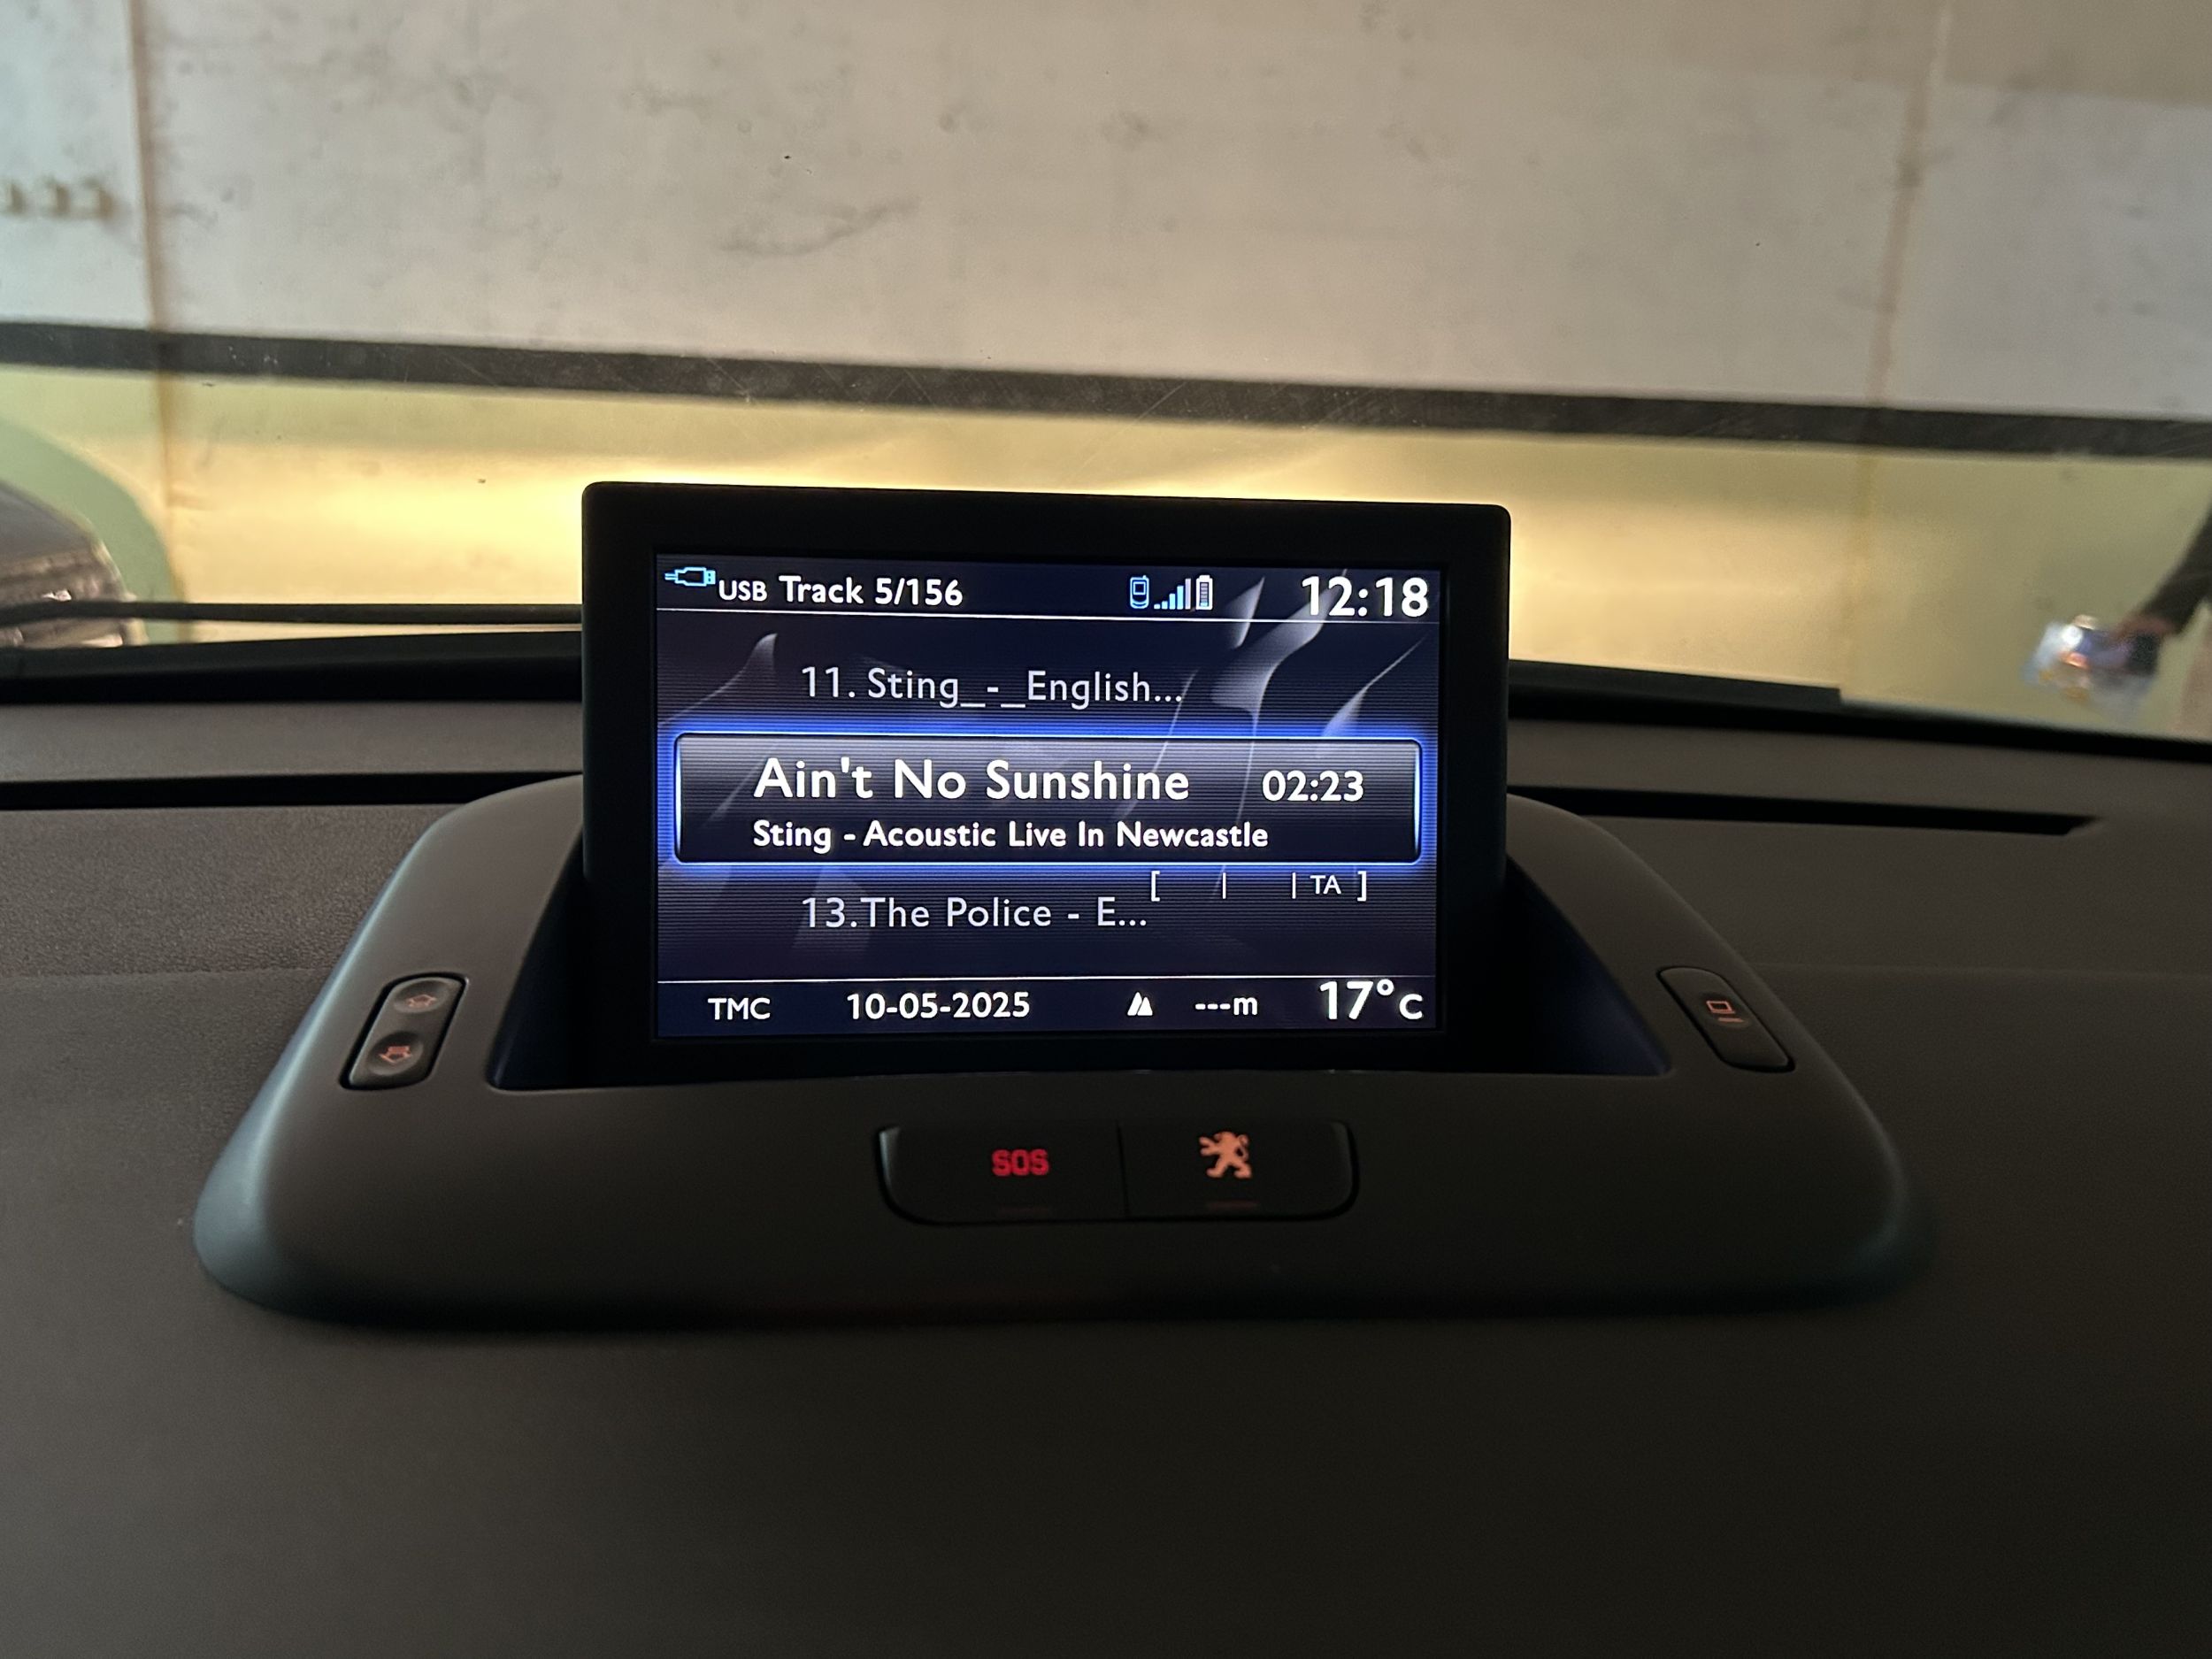 USB Track 5/156 12:18
11. Sting_-_English...
Ain't No Sunshine 02:23
Sting - Acoustic Live In Newcastle
[ | | TA ]
13.The Police - E...
TMC 10-05-2025 ---m 17°c
SOS